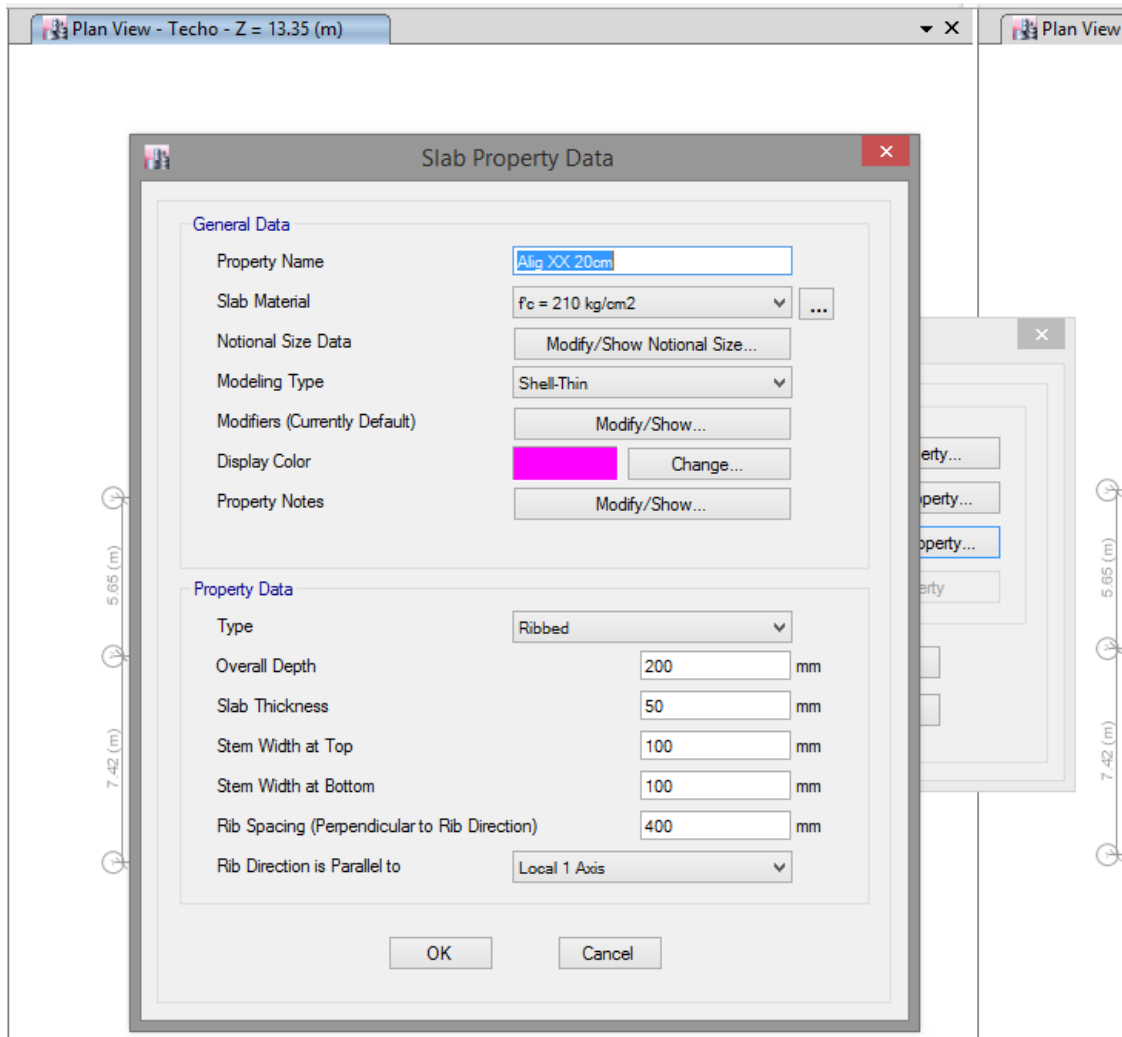 Plan View - Techo - Z = 13.35 (m)
Plan View
Slab Property Data
General Data
Property Name Alig XX 20cm
Slab Material f'c = 210 kg/cm2 ...
Notional Size Data Modify/Show Notional Size...
Modeling Type Shell-Thin
Modifiers (Currently Default) Modify/Show...
Display Color Change...
Property Notes Modify/Show...
Property Data
Type Ribbed
Overall Depth 200 mm
Slab Thickness 50 mm
Stem Width at Top 100 mm
Stem Width at Bottom 100 mm
Rib Spacing (Perpendicular to Rib Direction) 400 mm
Rib Direction is Parallel to Local 1 Axis
OK Cancel
erty...
perty...
operty...
erty
5.65 (m)
7.42 (m)
5.65 (m)
7.42 (m)